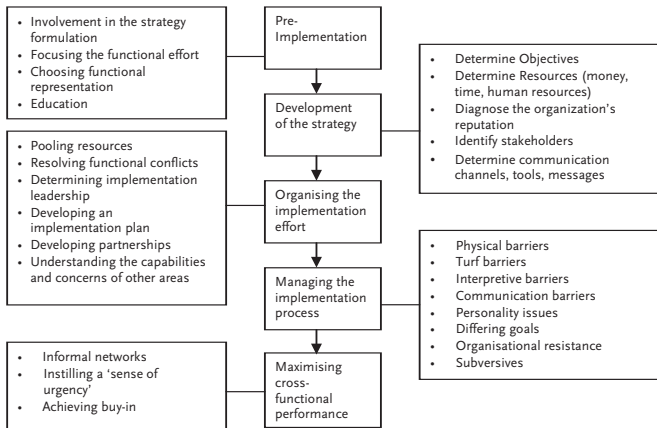 • Involvement in the strategy
formulation
• Focusing the functional effort
• Choosing functional
representation
• Education
Pre-
Implementation
• Determine Objectives
• Determine Resources (money,
time, human resources)
• Diagnose the organization's
reputation
• Identify stakeholders
• Determine communication
channels, tools, messages
Development
of the strategy
• Pooling resources
• Resolving functional conflicts
• Determining implementation
leadership
• Developing an
implementation plan
• Developing partnerships
• Understanding the capabilities
and concerns of other areas
Organising the
implementation
effort
• Physical barriers
• Turf barriers
• Interpretive barriers
• Communication barriers
• Personality issues
• Differing goals
• Organisational resistance
• Subversives
Managing the
implementation
process
• Informal networks
• Instilling a 'sense of
urgency'
• Achieving buy-in
Maximising
cross-
functional
performance